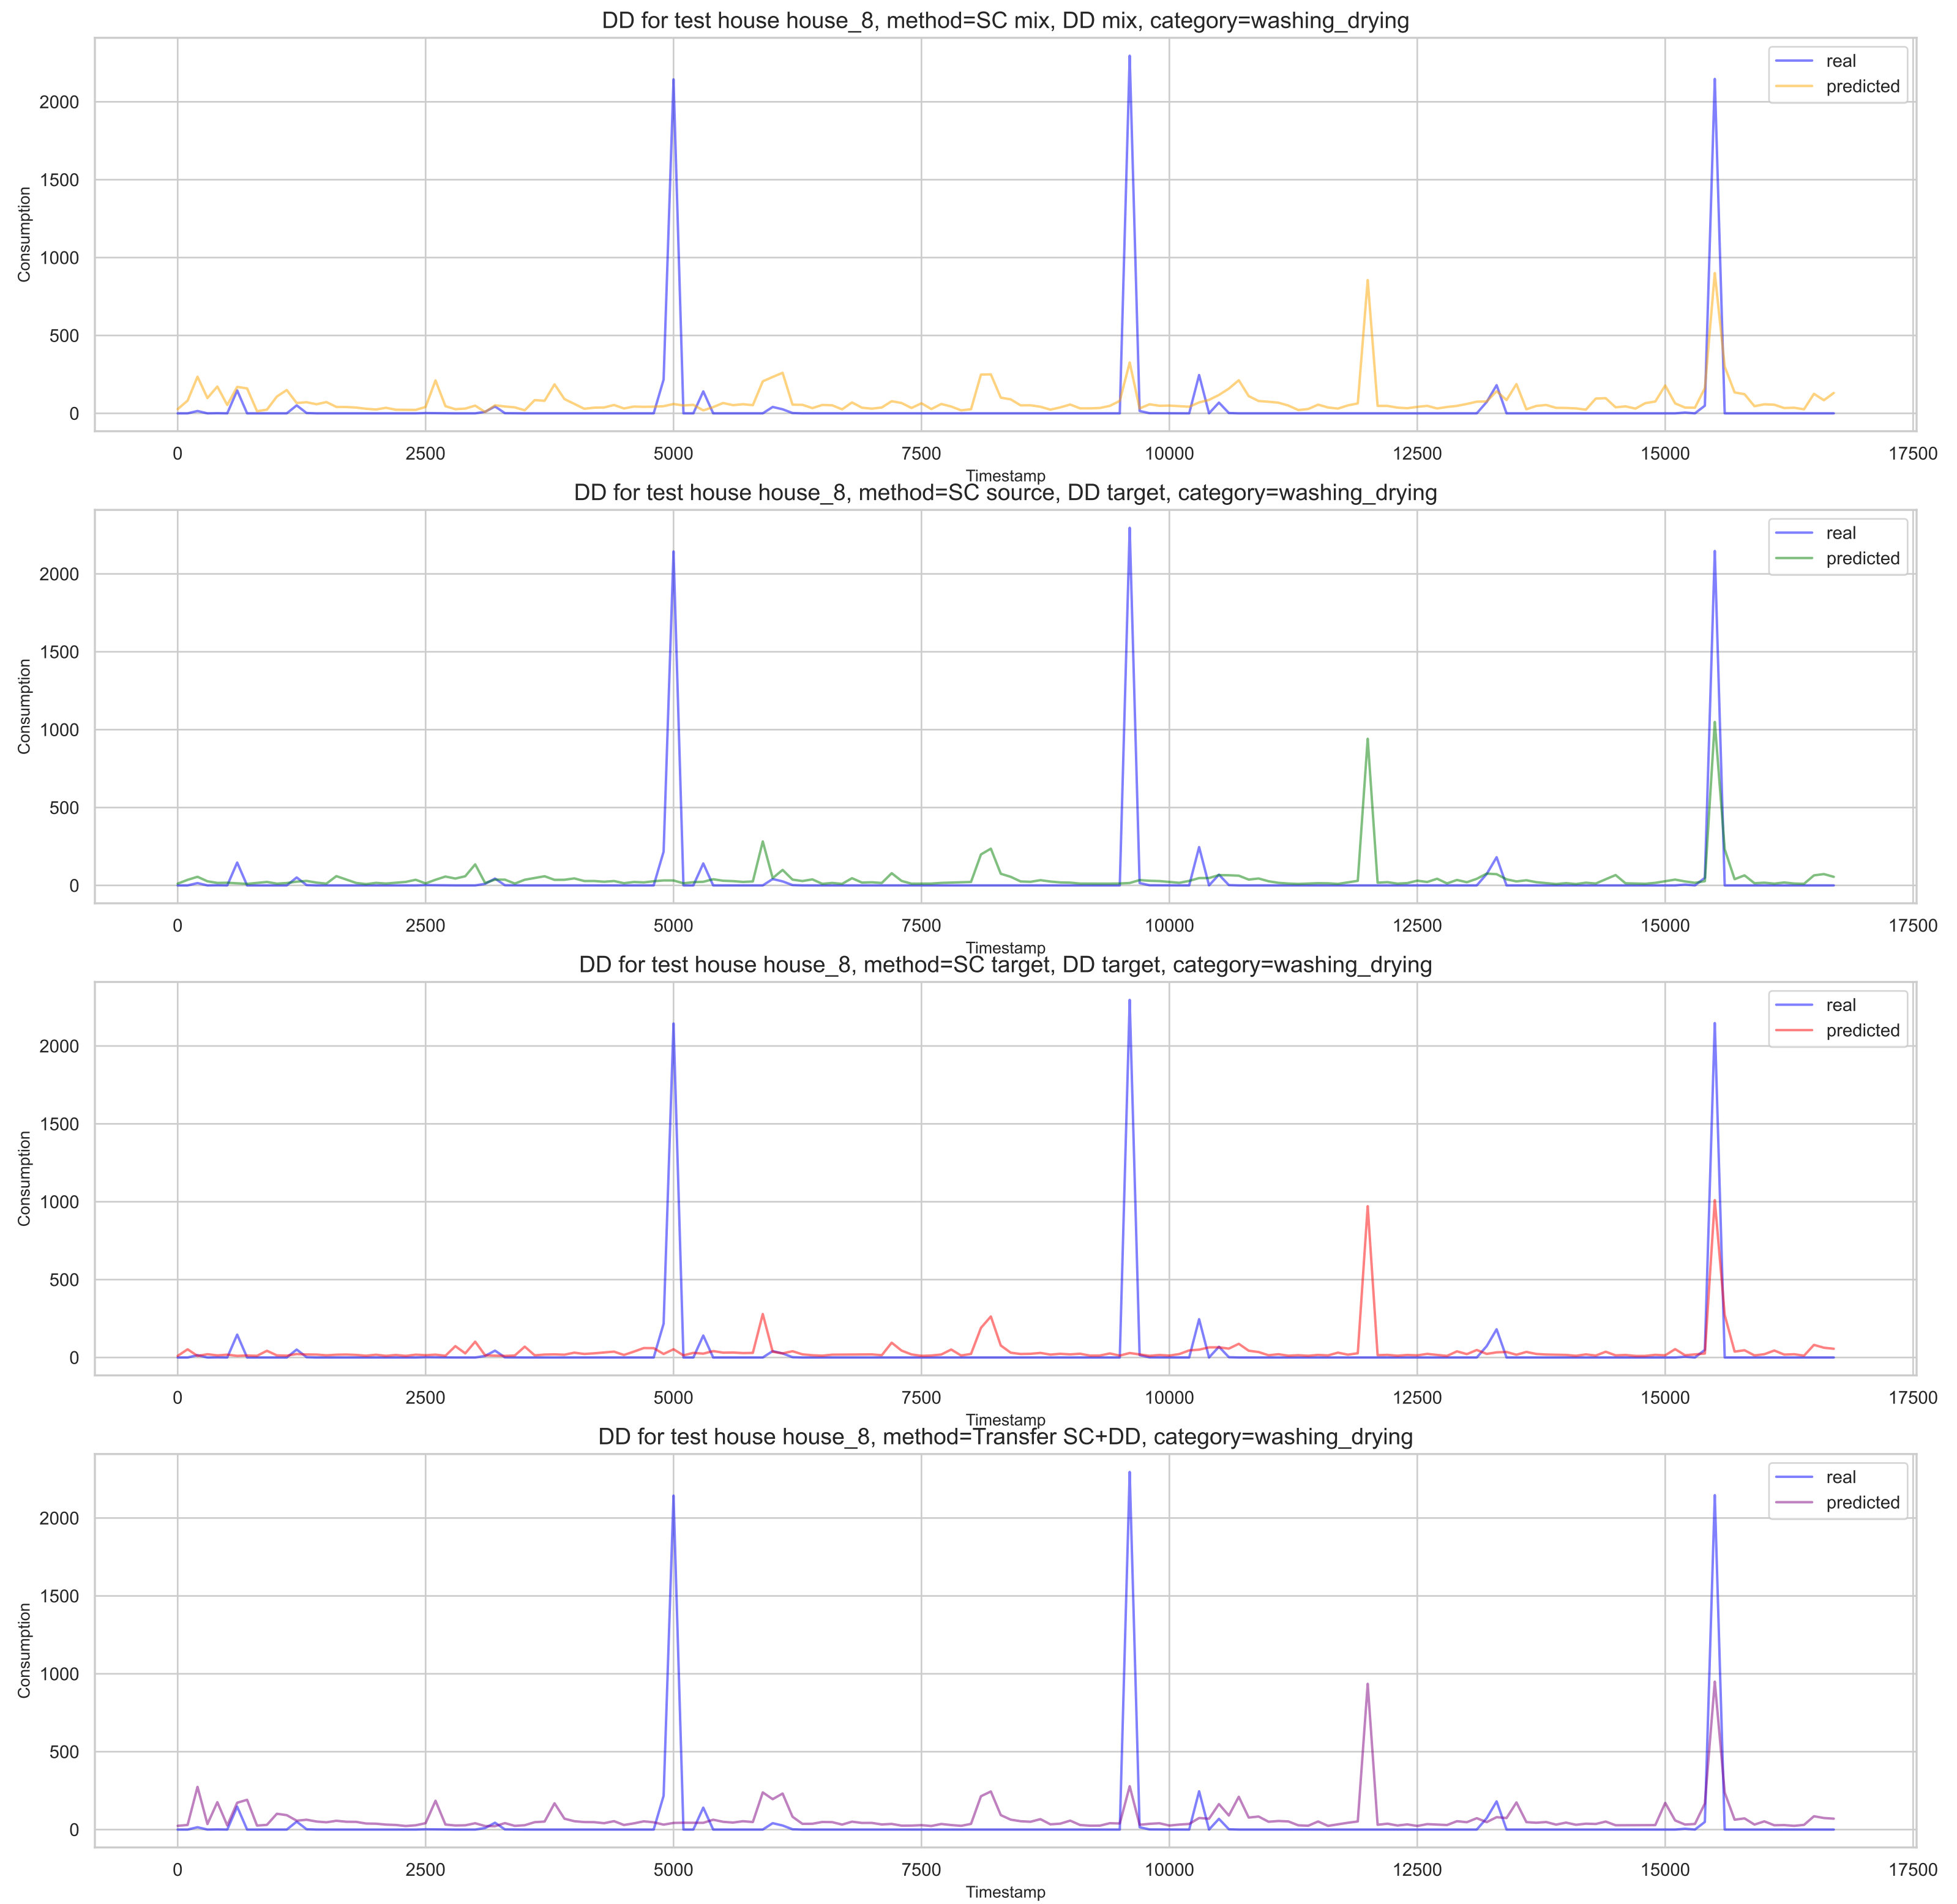 DD for test house house_8, method=SC mix, DD mix, category=washing_drying
real
predicted
2000
1500
1000
500
0
Consumption
0 2500 5000 7500 10000 12500 15000 17500
Timestamp
DD for test house house_8, method=SC source, DD target, category=washing_drying
real
predicted
2000
1500
1000
500
0
Consumption
0 2500 5000 7500 10000 12500 15000 17500
Timestamp
DD for test house house_8, method=SC target, DD target, category=washing_drying
real
predicted
2000
1500
1000
500
0
Consumption
0 2500 5000 7500 10000 12500 15000 17500
Timestamp
DD for test house house_8, method=Transfer SC+DD, category=washing_drying
real
predicted
2000
1500
1000
500
0
Consumption
0 2500 5000 7500 10000 12500 15000 17500
Timestamp